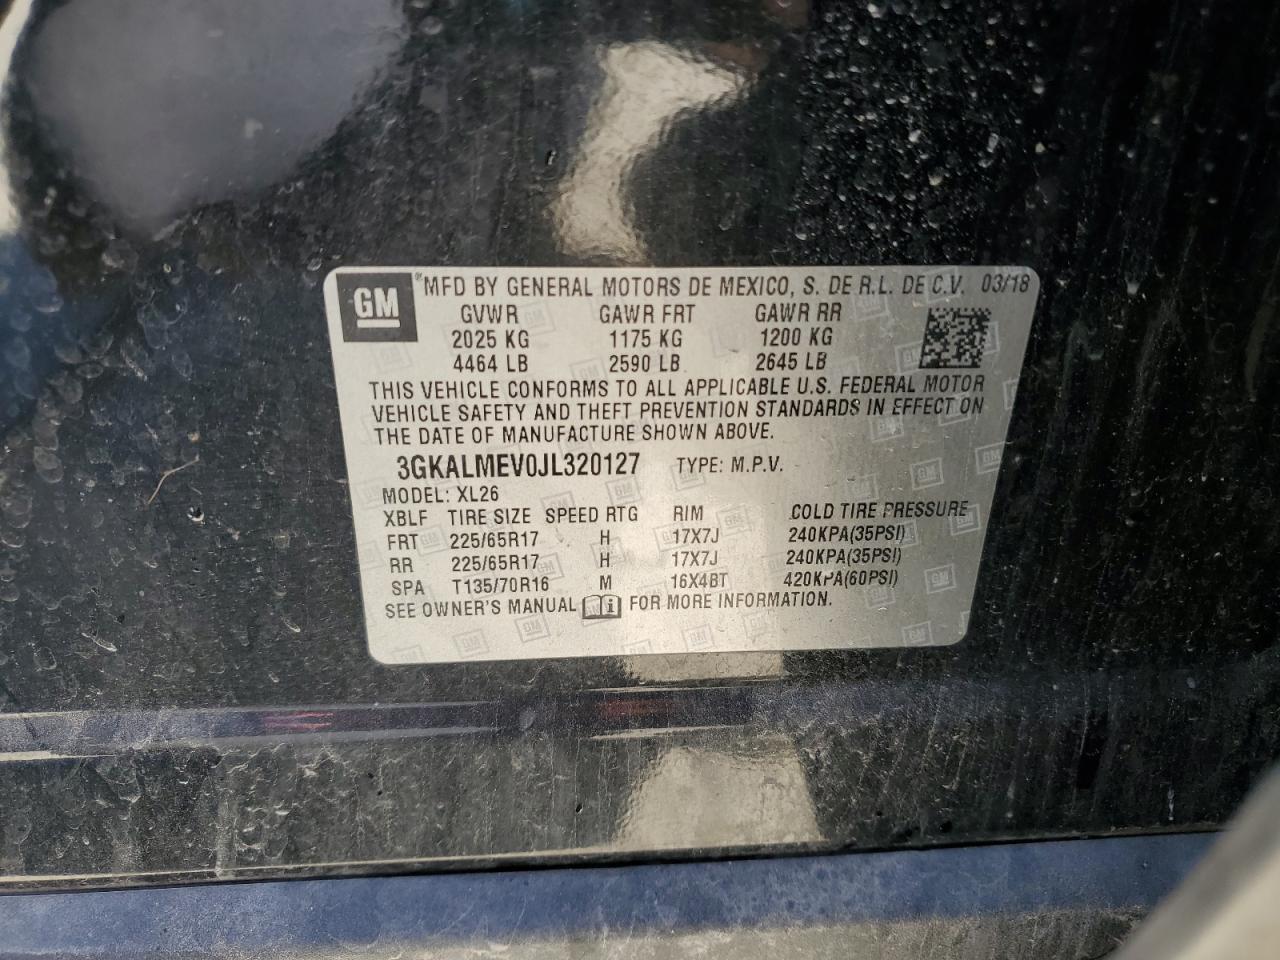 GM MFD BY GENERAL MOTORS DE MEXICO, S. DE R.L. DE C.V. 03/18
GVWR GAWR FRT GAWR RR
2025 KG 1175 KG 1200 KG
4464 LB 2590 LB 2645 LB
THIS VEHICLE CONFORMS TO ALL APPLICABLE U.S. FEDERAL MOTOR
VEHICLE SAFETY AND THEFT PREVENTION STANDARDS IN EFFECT ON
THE DATE OF MANUFACTURE SHOWN ABOVE.
3GKALMEV0JL320127 TYPE: M.P.V.
MODEL: XL26
XBLF TIRE SIZE SPEED RTG RIM COLD TIRE PRESSURE
FRT 225/65R17 H 17X7J 240KPA(35PSI)
RR 225/65R17 H 17X7J 240KPA(35PSI)
SPA T135/70R16 M 16X4BT 420KPA(60PSI)
SEE OWNER'S MANUAL i FOR MORE INFORMATION.